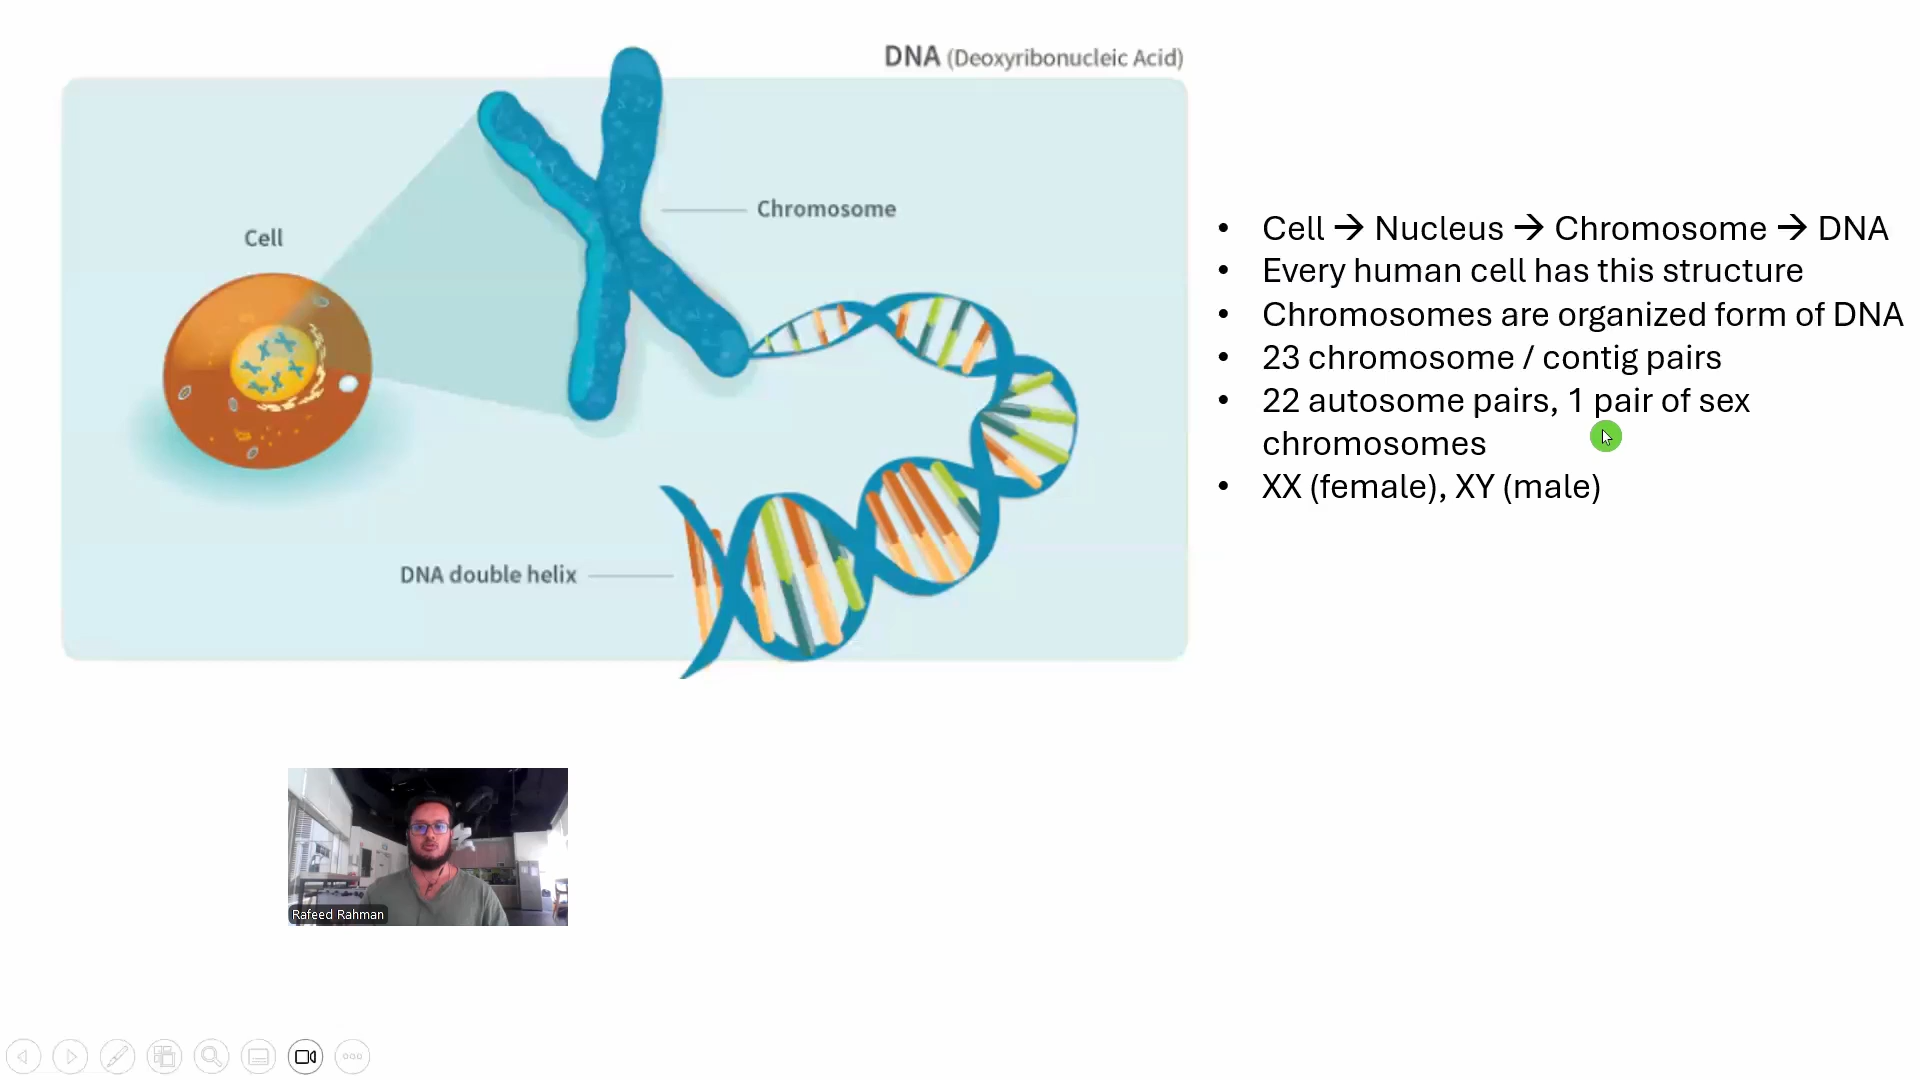 DNA (Deoxyribonucleic Acid)
Chromosome
Cell
DNA double helix
• Cell → Nucleus → Chromosome → DNA
• Every human cell has this structure
• Chromosomes are organized form of DNA
• 23 chromosome / contig pairs
• 22 autosome pairs, 1 pair of sex
chromosomes
• XX (female), XY (male)
Rafeed Rahman